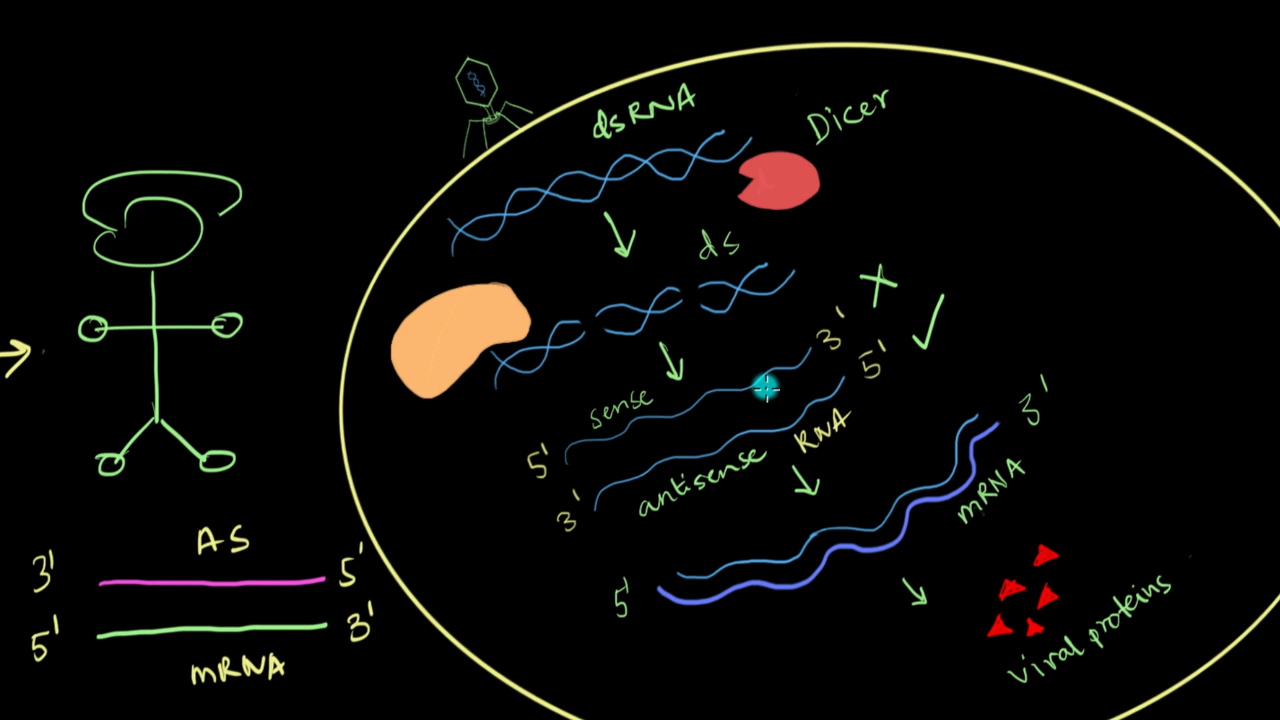 dsRNA
Dicer
ds
3'
5'
sense
5'
3'
antisense RNA
3'
mRNA
5'
viral proteins
AS
3' 5'
5' 3'
mRNA